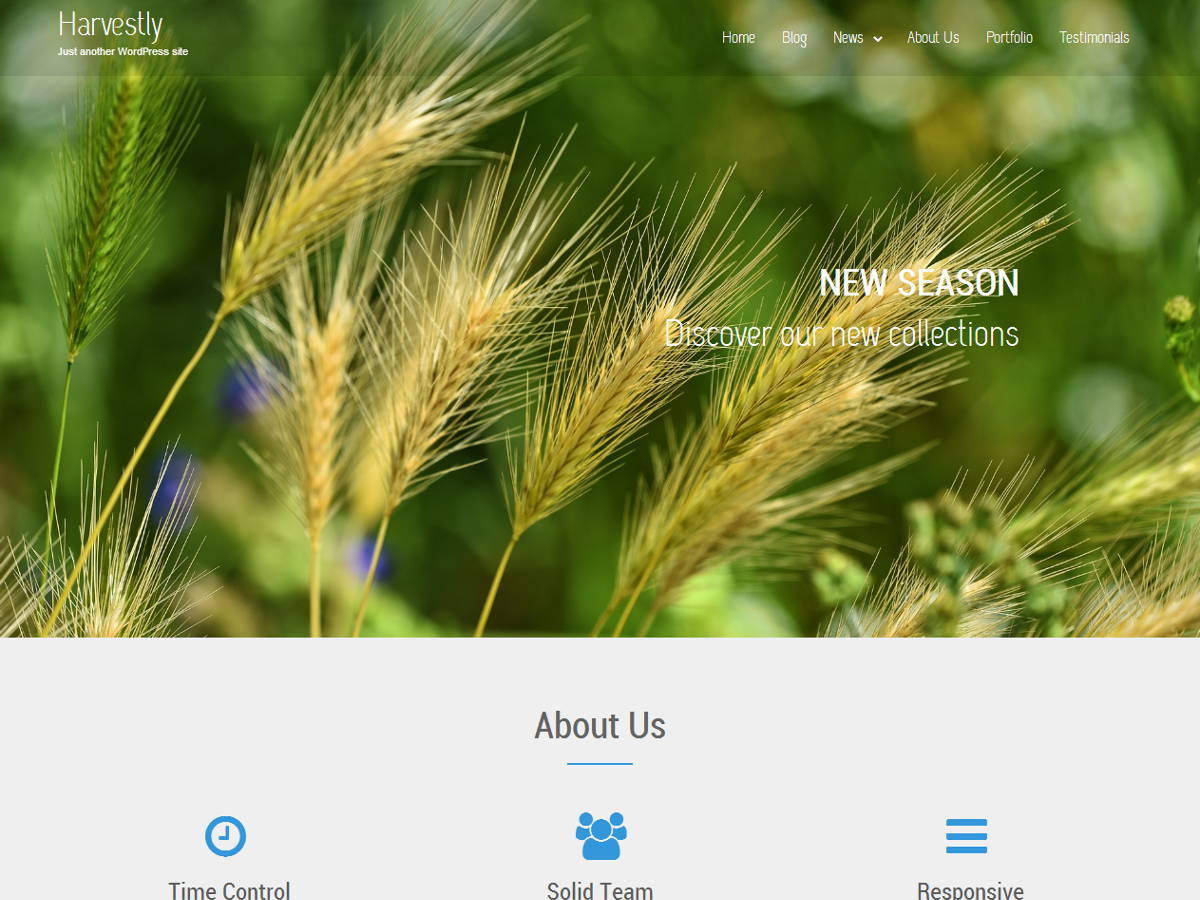 Harvestly
Just another WordPress site
Home Blog News About Us Portfolio Testimonials
NEW SEASON
Discover our new collections
About Us
Time Control Solid Team Responsive